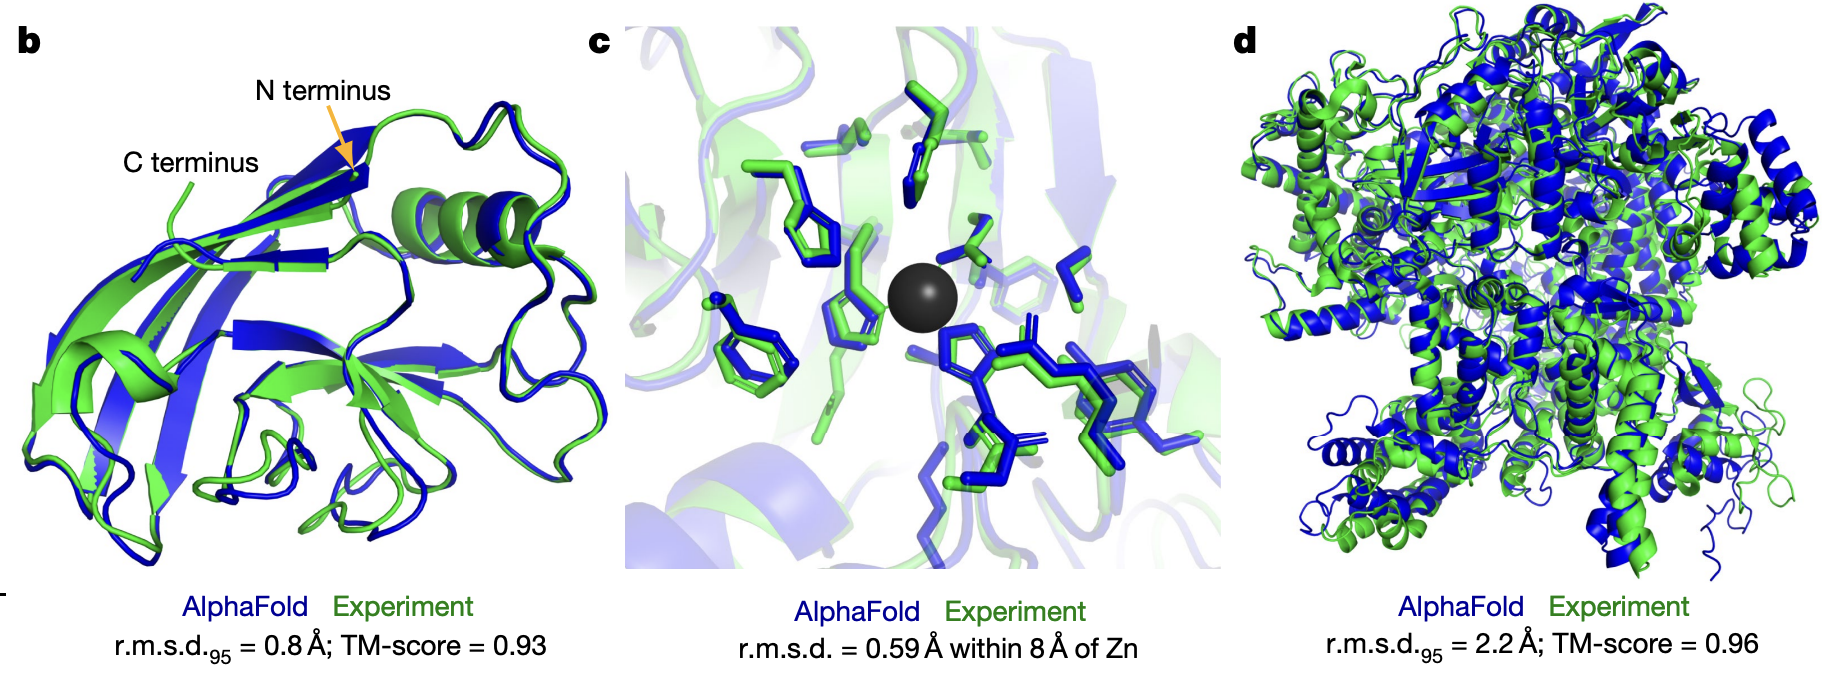 b
N terminus
C terminus
AlphaFold Experiment
r.m.s.d.95 = 0.8 Å; TM-score = 0.93
c
AlphaFold Experiment
r.m.s.d. = 0.59 Å within 8 Å of Zn
d
AlphaFold Experiment
r.m.s.d.95 = 2.2 Å; TM-score = 0.96